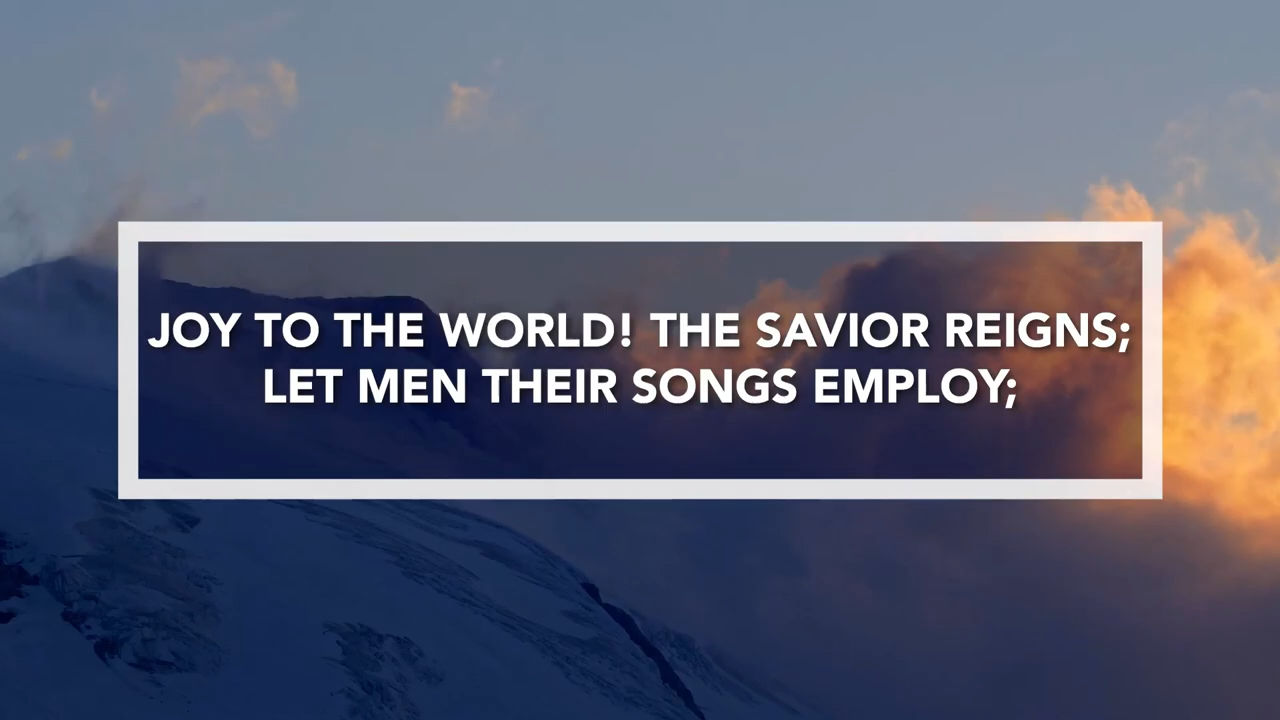 JOY TO THE WORLD! THE SAVIOR REIGNS;
LET MEN THEIR SONGS EMPLOY;